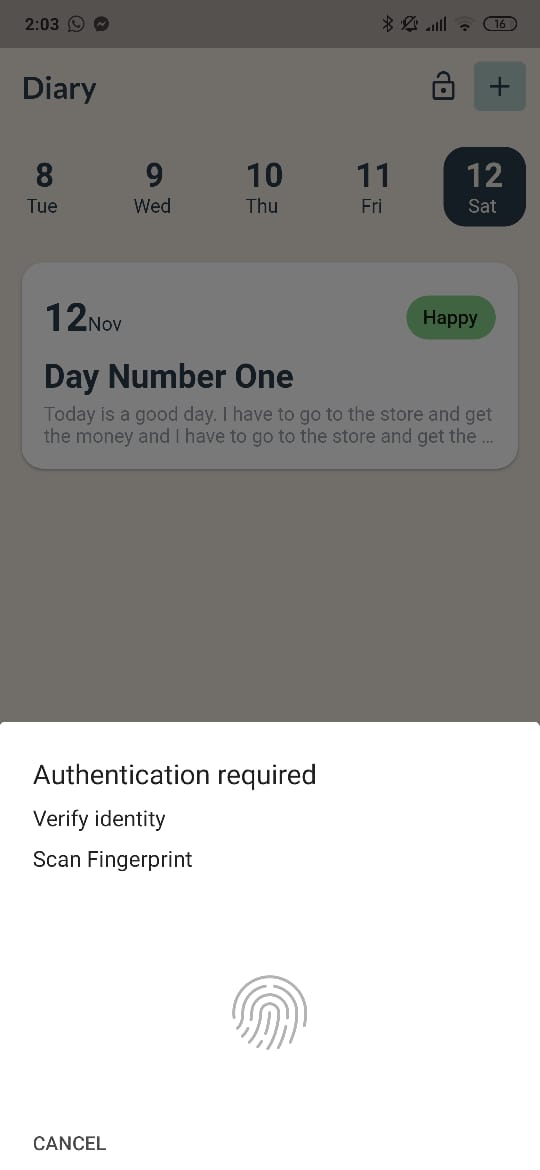 2:03
16
Diary
+
8 9 10 11 12
Tue Wed Thu Fri Sat
12 Nov Happy
Day Number One
Today is a good day. I have to go to the store and get
the money and I have to go to the store and get the ...
Authentication required
Verify identity
Scan Fingerprint
CANCEL